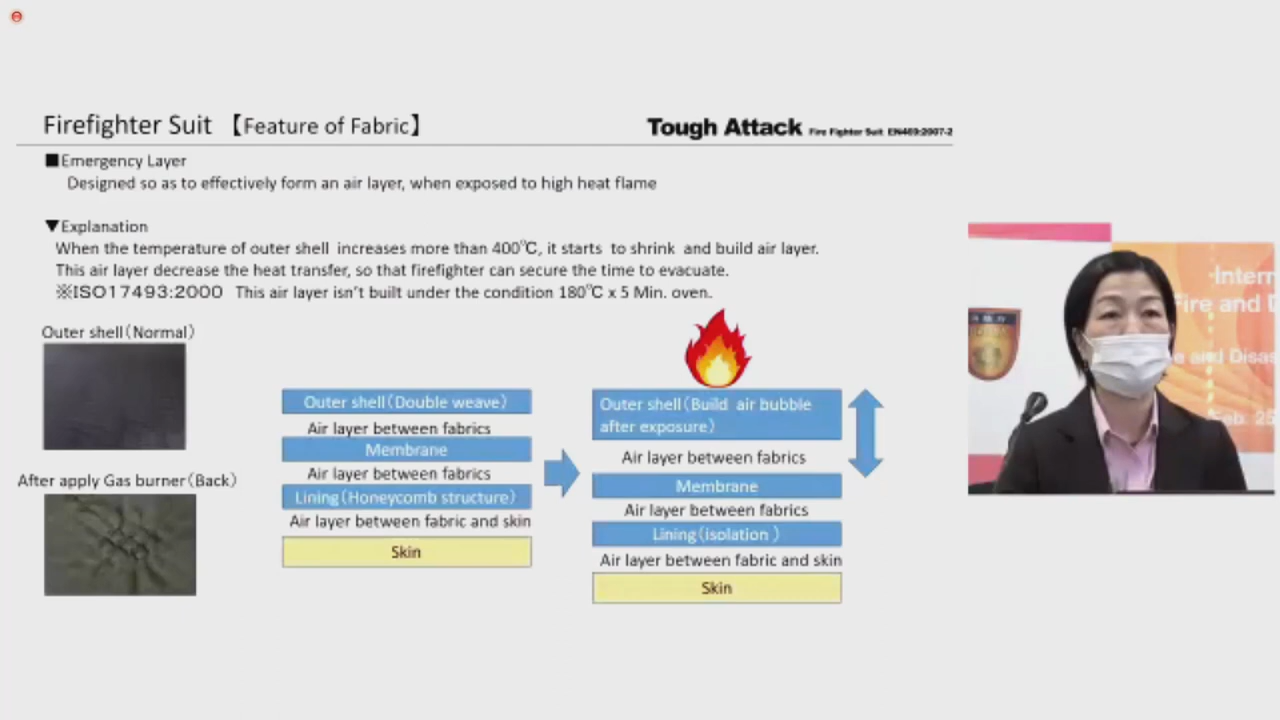 Firefighter Suit 【Feature of Fabric】
Tough Attack Fire Fighter Suit EN469:2007-2
■Emergency Layer
Designed so as to effectively form an air layer, when exposed to high heat flame
▼Explanation
When the temperature of outer shell increases more than 400℃, it starts to shrink and build air layer.
This air layer decrease the heat transfer, so that firefighter can secure the time to evacuate.
※ISO17493:2000 This air layer isn't built under the condition 180℃ x 5 Min. oven.
Outer shell(Normal)
After apply Gas burner(Back)
Outer shell(Double weave)
Air layer between fabrics
Membrane
Air layer between fabrics
Lining(Honeycomb structure)
Air layer between fabric and skin
Skin
Outer shell(Build air bubble
after exposure)
Air layer between fabrics
Membrane
Air layer between fabrics
Lining(isolation )
Air layer between fabric and skin
Skin
Intern
Fire and D
e and Disas
Feb. 25